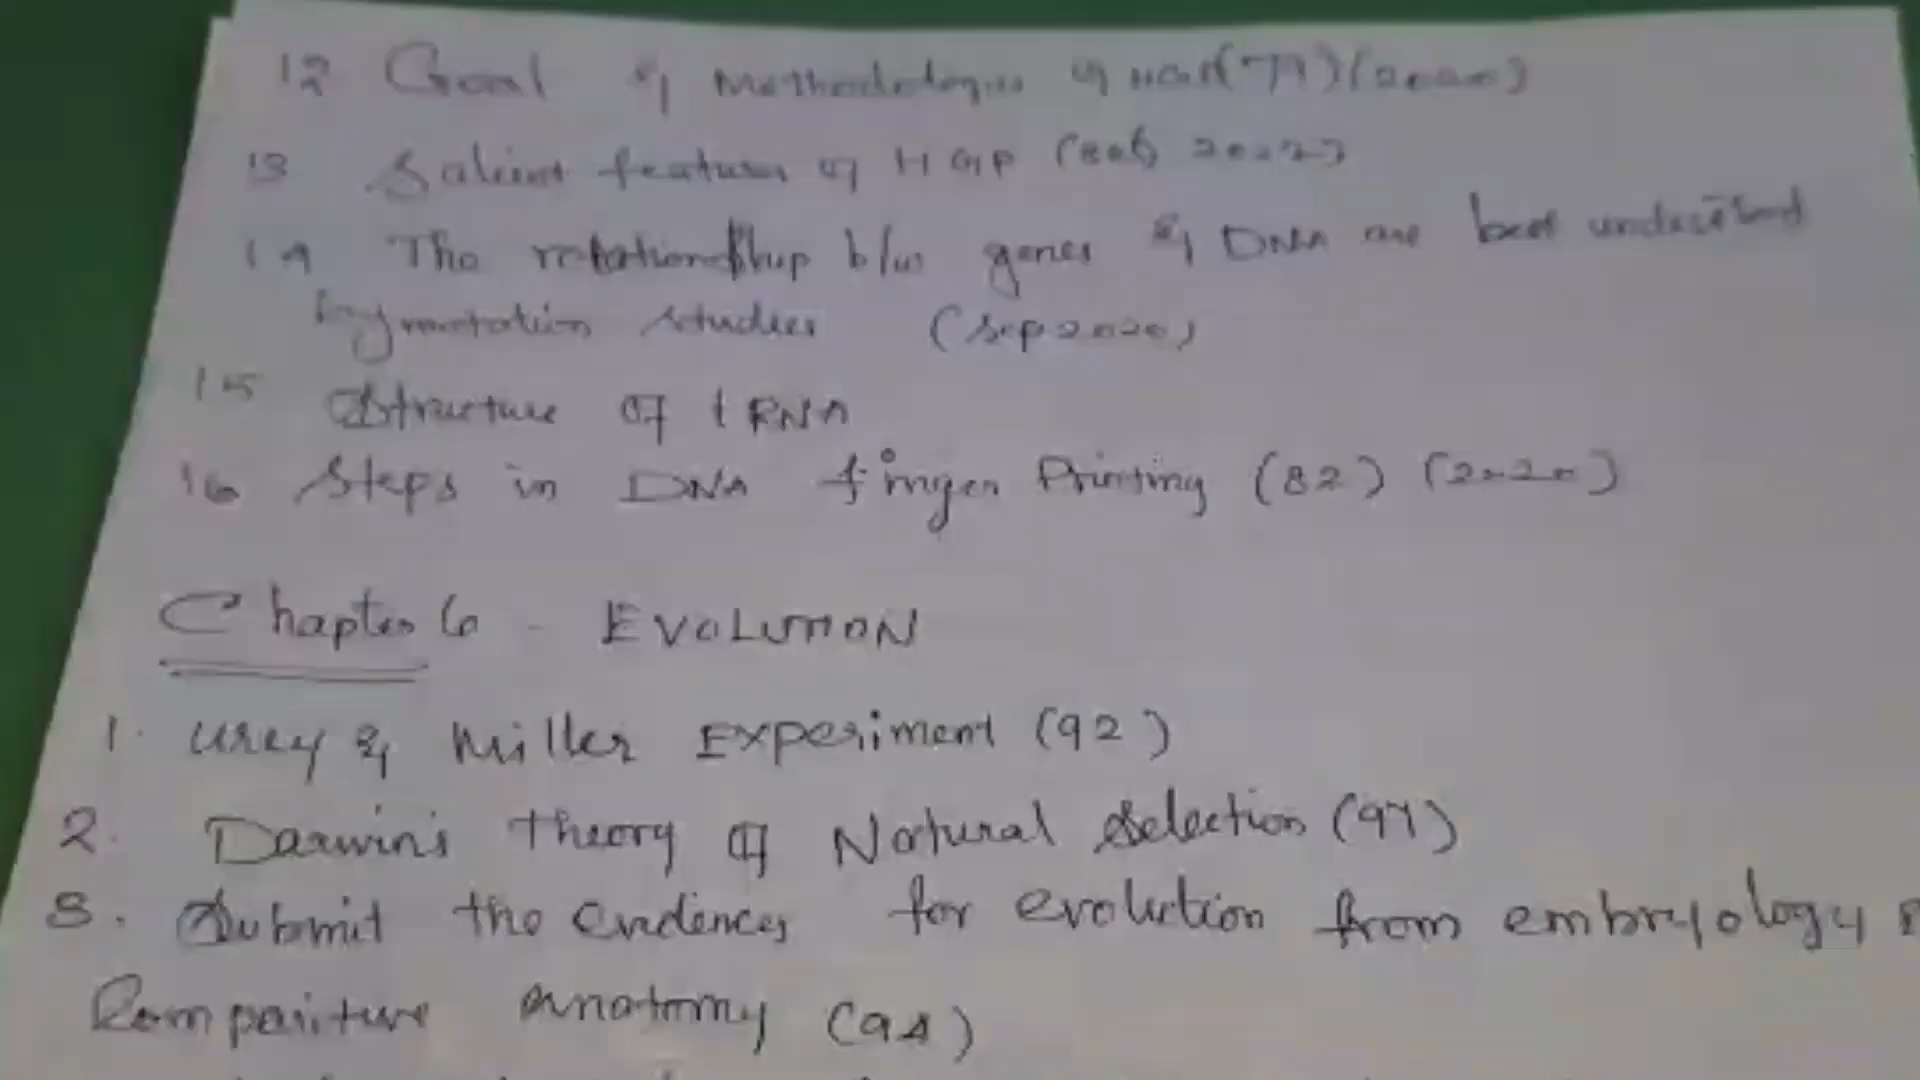 12 Goal & Methodologies of HGP (79) (2020)
13 Salient features of HGP 2022
14 The relationship b/w genes & DNA are best understood
by mutation studies (Sep 2020)
15 Structure of tRNA
16 Steps in DNA finger Printing (82) (2020)
Chapter 6 - EVOLUTION
1. Urey & Miller Experiment (92)
2. Darwin's theory of Natural Selection (97)
3. Submit the evidences for evolution from embryology &
Comparitive anatomy (94)